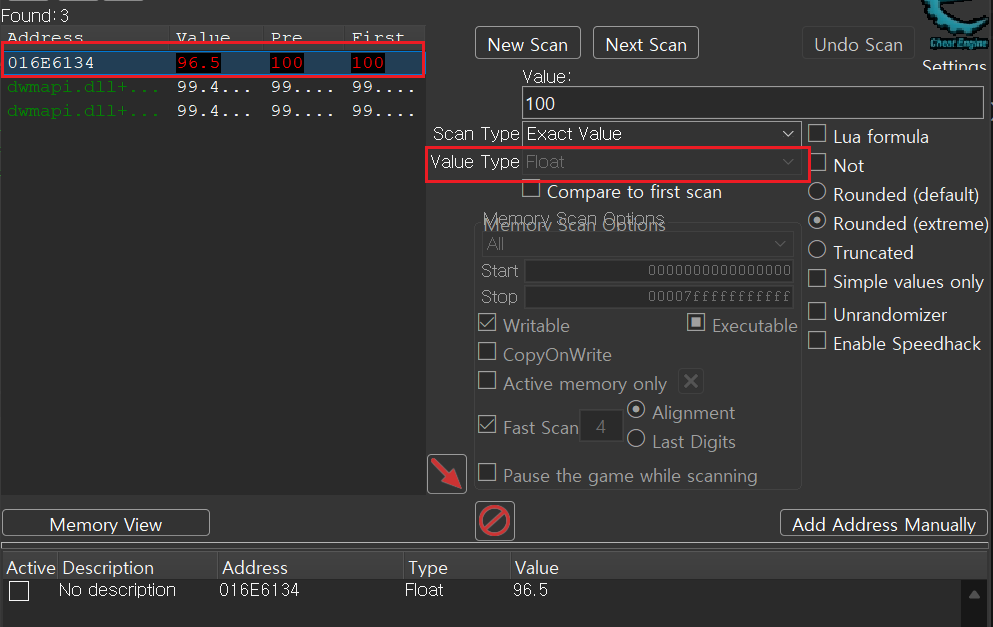 Found:3
Address Value Pre... First...
016E6134 96.5 100 100
dwmapi.dll+... 99.4... 99.... 99....
dwmapi.dll+... 99.4... 99.... 99....
New Scan Next Scan Undo Scan
Cheat Engine
Settings
Value:
100
Scan Type Exact Value
Lua formula
Value Type Float
Not
Compare to first scan
Rounded (default)
Memory Scan Options
Memory Scan Options
Rounded (extreme)
All
Truncated
Start 0000000000000000
Simple values only
Stop 00007fffffffffff
Unrandomizer
Writable Executable
Enable Speedhack
CopyOnWrite
Active memory only
Fast Scan 4 Alignment
Last Digits
Pause the game while scanning
Memory View Add Address Manually
Active Description Address Type Value
No description 016E6134 Float 96.5